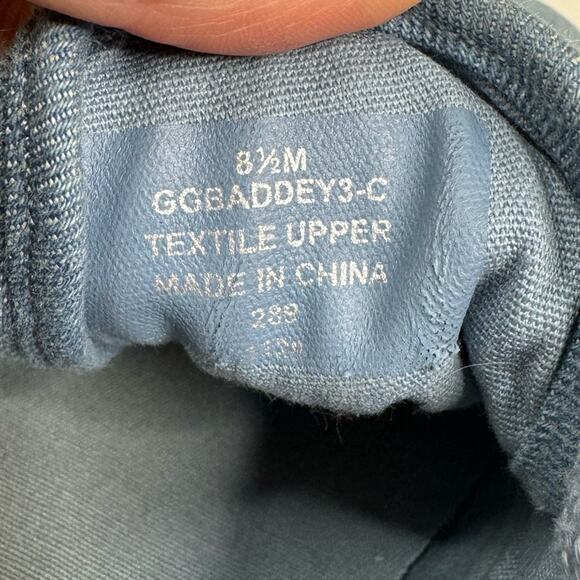 8½M
GGBADDEY3-C
TEXTILE UPPER
MADE IN CHINA
289